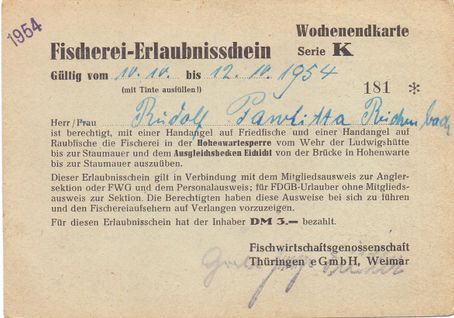 1954
Wochenendkarte
Fischerei-Erlaubnisschein Serie K
Gültig vom 10. 10. bis 12. 10. 1954
(mit Tinte ausfüllen!) 181 *
Herr/Frau Rudolf Pawlitta Reichenbach
ist berechtigt, mit einer Handangel auf Friedfische und einer Handangel auf
Raubfische die Fischerei in der Hohenwartesperre vom Wehr der Ludwigshütte
bis zur Staumauer und dem Ausgleichsbecken Eichicht von der Brücke in Hohenwarte
bis zur Staumauer auszuüben.
Dieser Erlaubnisschein gilt in Verbindung mit dem Mitgliedsausweis zur Angler-
sektion oder FWG und dem Personalausweis; für FDGB-Urlauber ohne Mitglieds-
ausweis zur Sektion. Die Berechtigten haben diese Ausweise bei sich zu führen
und den Fischereiaufsehern auf Verlangen vorzuzeigen.
Für diesen Erlaubnisschein hat der Inhaber DM 3.— bezahlt.
Fischwirtschaftsgenossenschaft
Thüringen eGmbH, Weimar